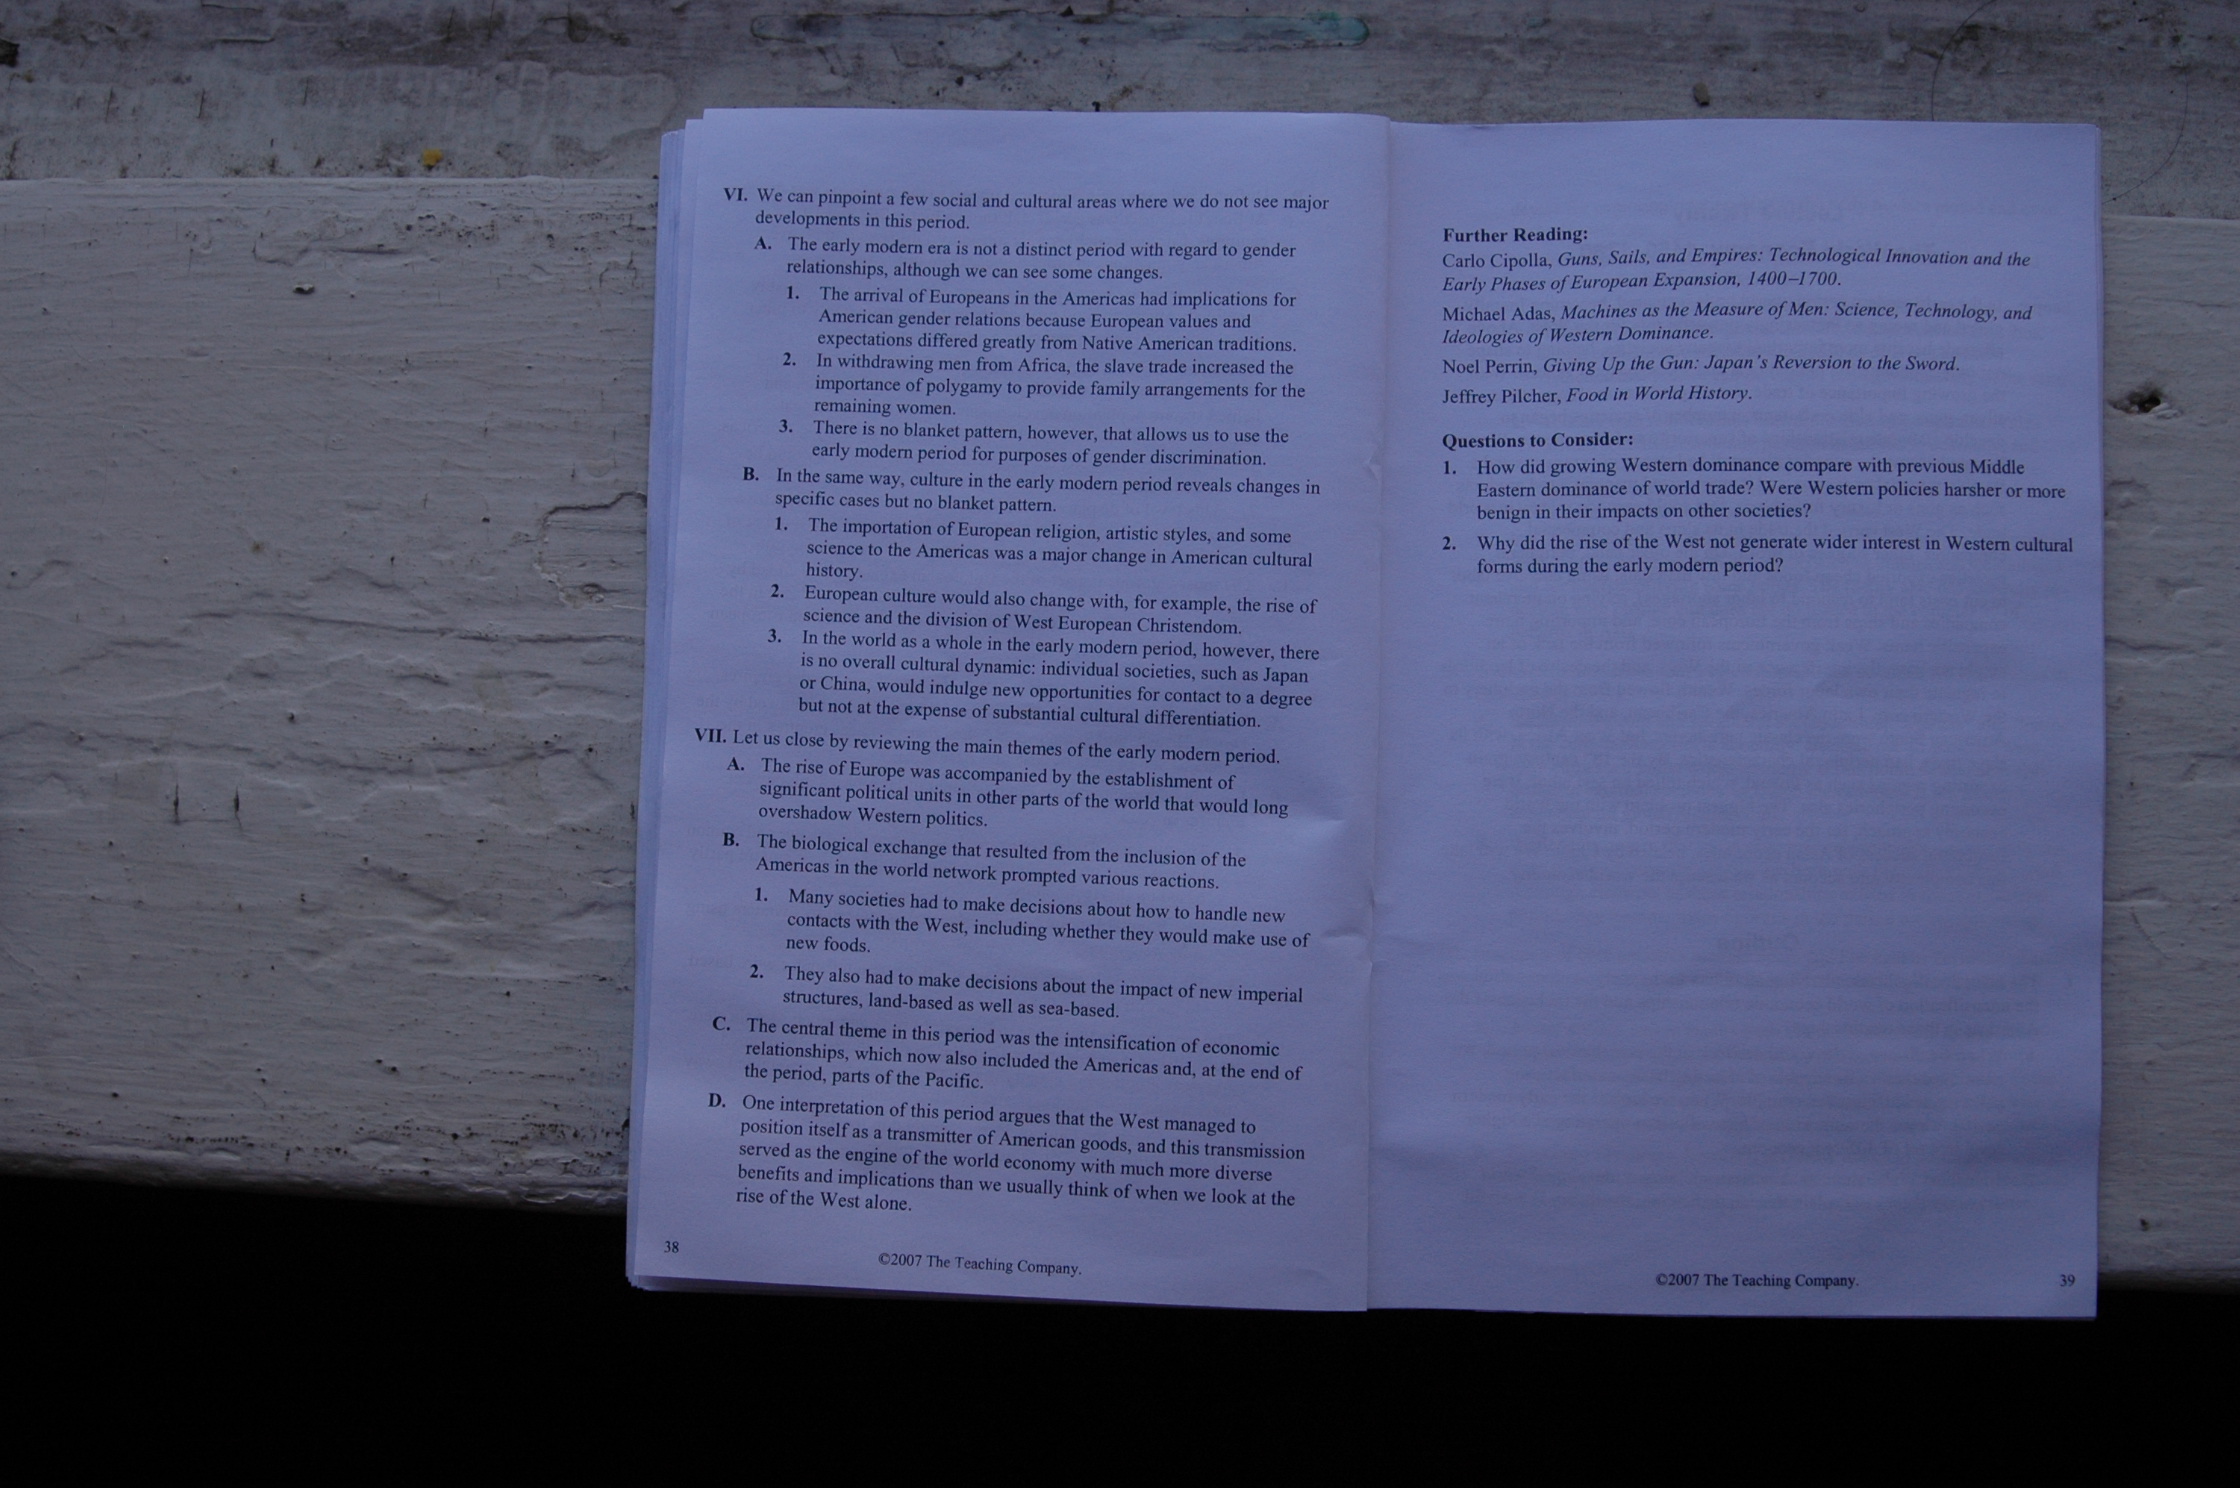 VI. We can pinpoint a few social and cultural areas where we do not see major
developments in this period.
A. The early modern era is not a distinct period with regard to gender
relationships, although we can see some changes.
1. The arrival of Europeans in the Americas had implications for
American gender relations because European values and
expectations differed greatly from Native American traditions.
2. In withdrawing men from Africa, the slave trade increased the
importance of polygamy to provide family arrangements for the
remaining women.
3. There is no blanket pattern, however, that allows us to use the
early modern period for purposes of gender discrimination.
B. In the same way, culture in the early modern period reveals changes in
specific cases but no blanket pattern.
1. The importation of European religion, artistic styles, and some
science to the Americas was a major change in American cultural
history.
2. European culture would also change with, for example, the rise of
science and the division of West European Christendom.
3. In the world as a whole in the early modern period, however, there
is no overall cultural dynamic: individual societies, such as Japan
or China, would indulge new opportunities for contact to a degree
but not at the expense of substantial cultural differentiation.
VII. Let us close by reviewing the main themes of the early modern period.
A. The rise of Europe was accompanied by the establishment of
significant political units in other parts of the world that would long
overshadow Western politics.
B. The biological exchange that resulted from the inclusion of the
Americas in the world network prompted various reactions.
1. Many societies had to make decisions about how to handle new
contacts with the West, including whether they would make use of
new foods.
2. They also had to make decisions about the impact of new imperial
structures, land-based as well as sea-based.
C. The central theme in this period was the intensification of economic
relationships, which now also included the Americas and, at the end of
the period, parts of the Pacific.
D. One interpretation of this period argues that the West managed to
position itself as a transmitter of American goods, and this transmission
served as the engine of the world economy with much more diverse
benefits and implications than we usually think of when we look at the
rise of the West alone.
38
©2007 The Teaching Company.
Further Reading:
Carlo Cipolla, Guns, Sails, and Empires: Technological Innovation and the
Early Phases of European Expansion, 1400–1700.
Michael Adas, Machines as the Measure of Men: Science, Technology, and
Ideologies of Western Dominance.
Noel Perrin, Giving Up the Gun: Japan's Reversion to the Sword.
Jeffrey Pilcher, Food in World History.
Questions to Consider:
1. How did growing Western dominance compare with previous Middle
Eastern dominance of world trade? Were Western policies harsher or more
benign in their impacts on other societies?
2. Why did the rise of the West not generate wider interest in Western cultural
forms during the early modern period?
©2007 The Teaching Company.
39